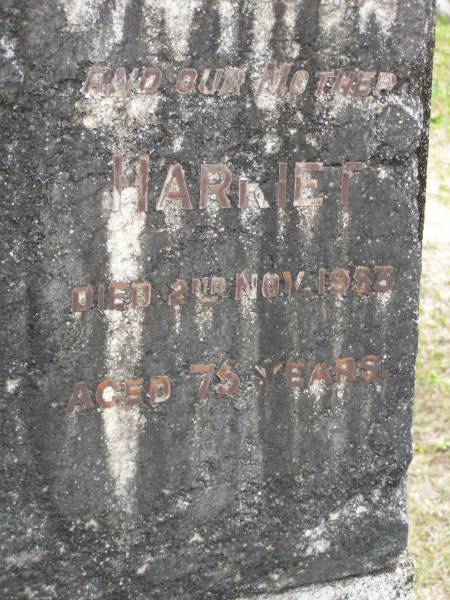 AND OUR MOTHER
HARRIET
DIED 2ND NOV. 1953
AGED 75 YEARS.